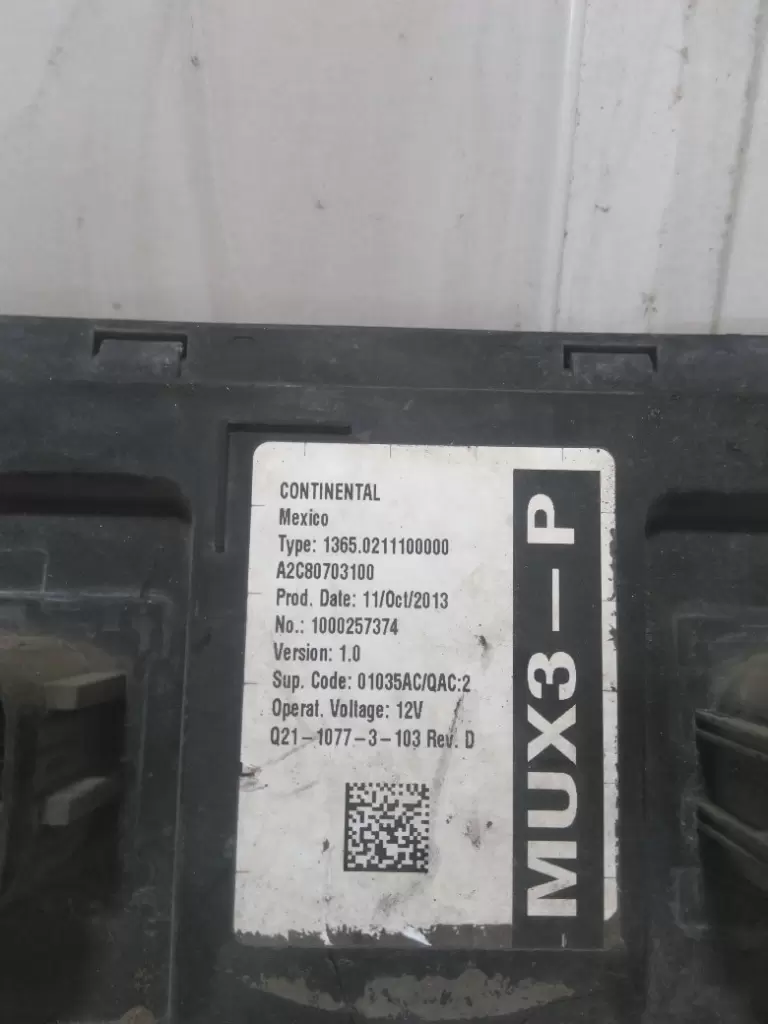 CONTINENTAL
Mexico
Type: 1365.0211100000
A2C80703100
Prod. Date: 11/Oct/2013
No.: 1000257374
Version: 1.0
Sup. Code: 01035AC/QAC:2
Operat. Voltage: 12V
Q21-1077-3-103 Rev. D
MUX3-P